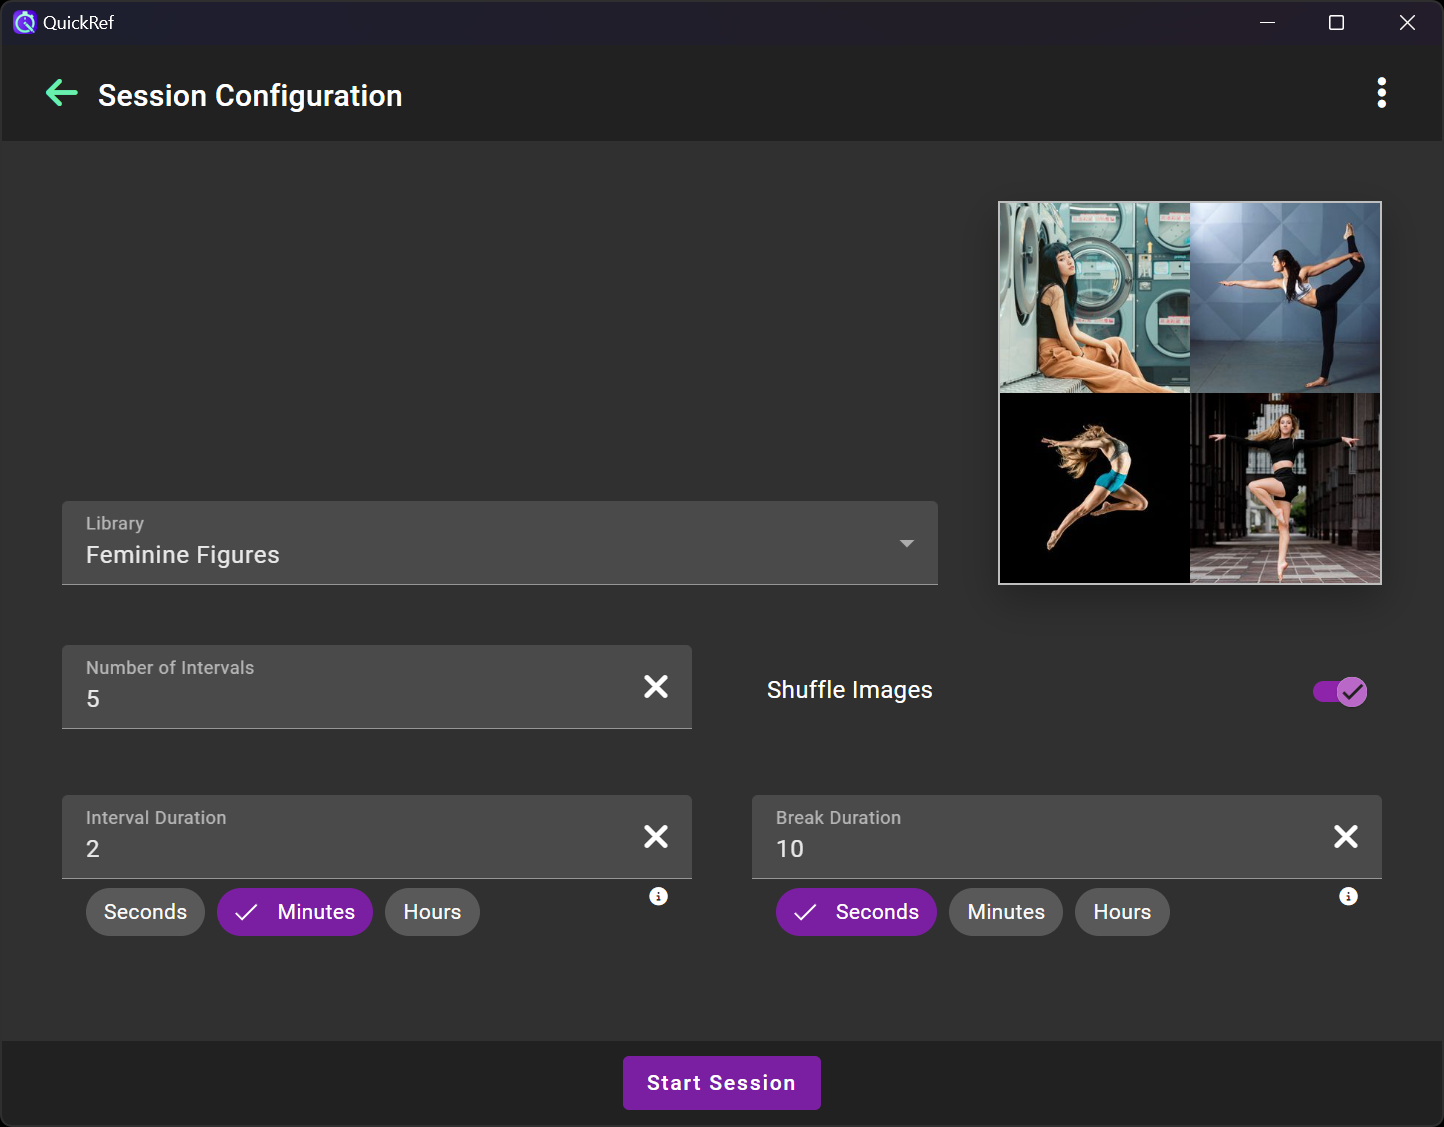 QuickRef
Session Configuration
Library
Feminine Figures
Number of Intervals
5
Shuffle Images
Interval Duration
2
Seconds
Minutes
Hours
Break Duration
10
Seconds
Minutes
Hours
Start Session